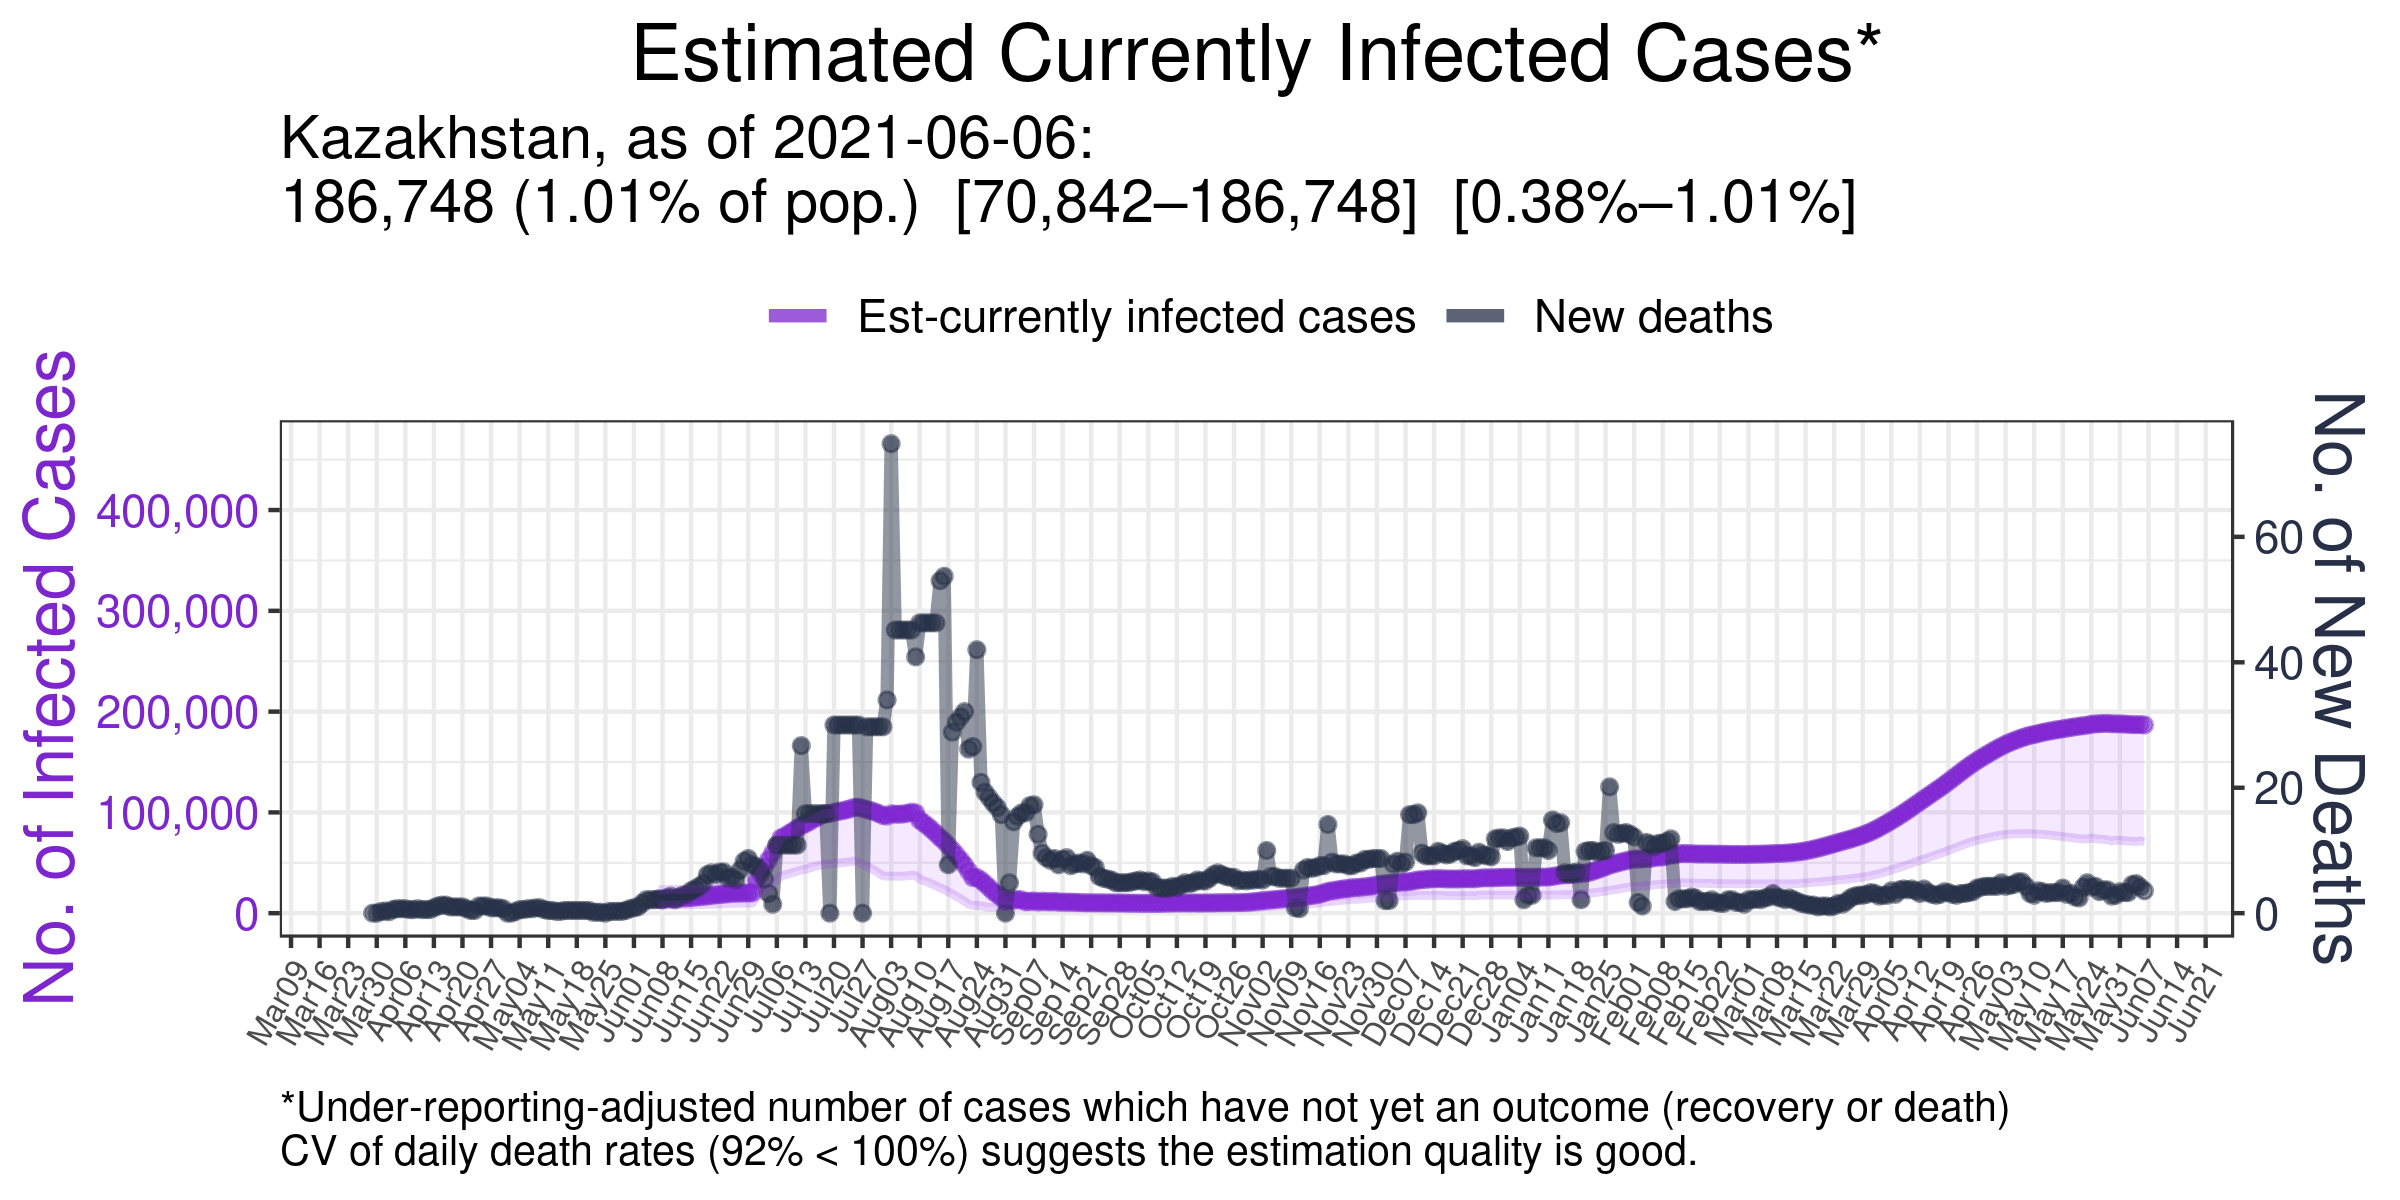 Estimated Currently Infected Cases*
Kazakhstan, as of 2021-06-06:
186,748 (1.01% of pop.)  [70,842–186,748]  [0.38%–1.01%]
Est-currently infected cases
New deaths
No. of Infected Cases
400,000
300,000
200,000
100,000
0
No. of New Deaths
60
40
20
0
Mar09
Mar16
Mar23
Mar30
Apr06
Apr13
Apr20
Apr27
May04
May11
May18
May25
Jun01
Jun08
Jun15
Jun22
Jun29
Jul06
Jul13
Jul20
Jul27
Aug03
Aug10
Aug17
Aug24
Aug31
Sep07
Sep14
Sep21
Sep28
Oct05
Oct12
Oct19
Oct26
Nov02
Nov09
Nov16
Nov23
Nov30
Dec07
Dec14
Dec21
Dec28
Jan04
Jan11
Jan18
Jan25
Feb01
Feb08
Feb15
Feb22
Mar01
Mar08
Mar15
Mar22
Mar29
Apr05
Apr12
Apr19
Apr26
May03
May10
May17
May24
May31
Jun07
Jun14
Jun21
*Under-reporting-adjusted number of cases which have not yet an outcome (recovery or death)
CV of daily death rates (92% < 100%) suggests the estimation quality is good.